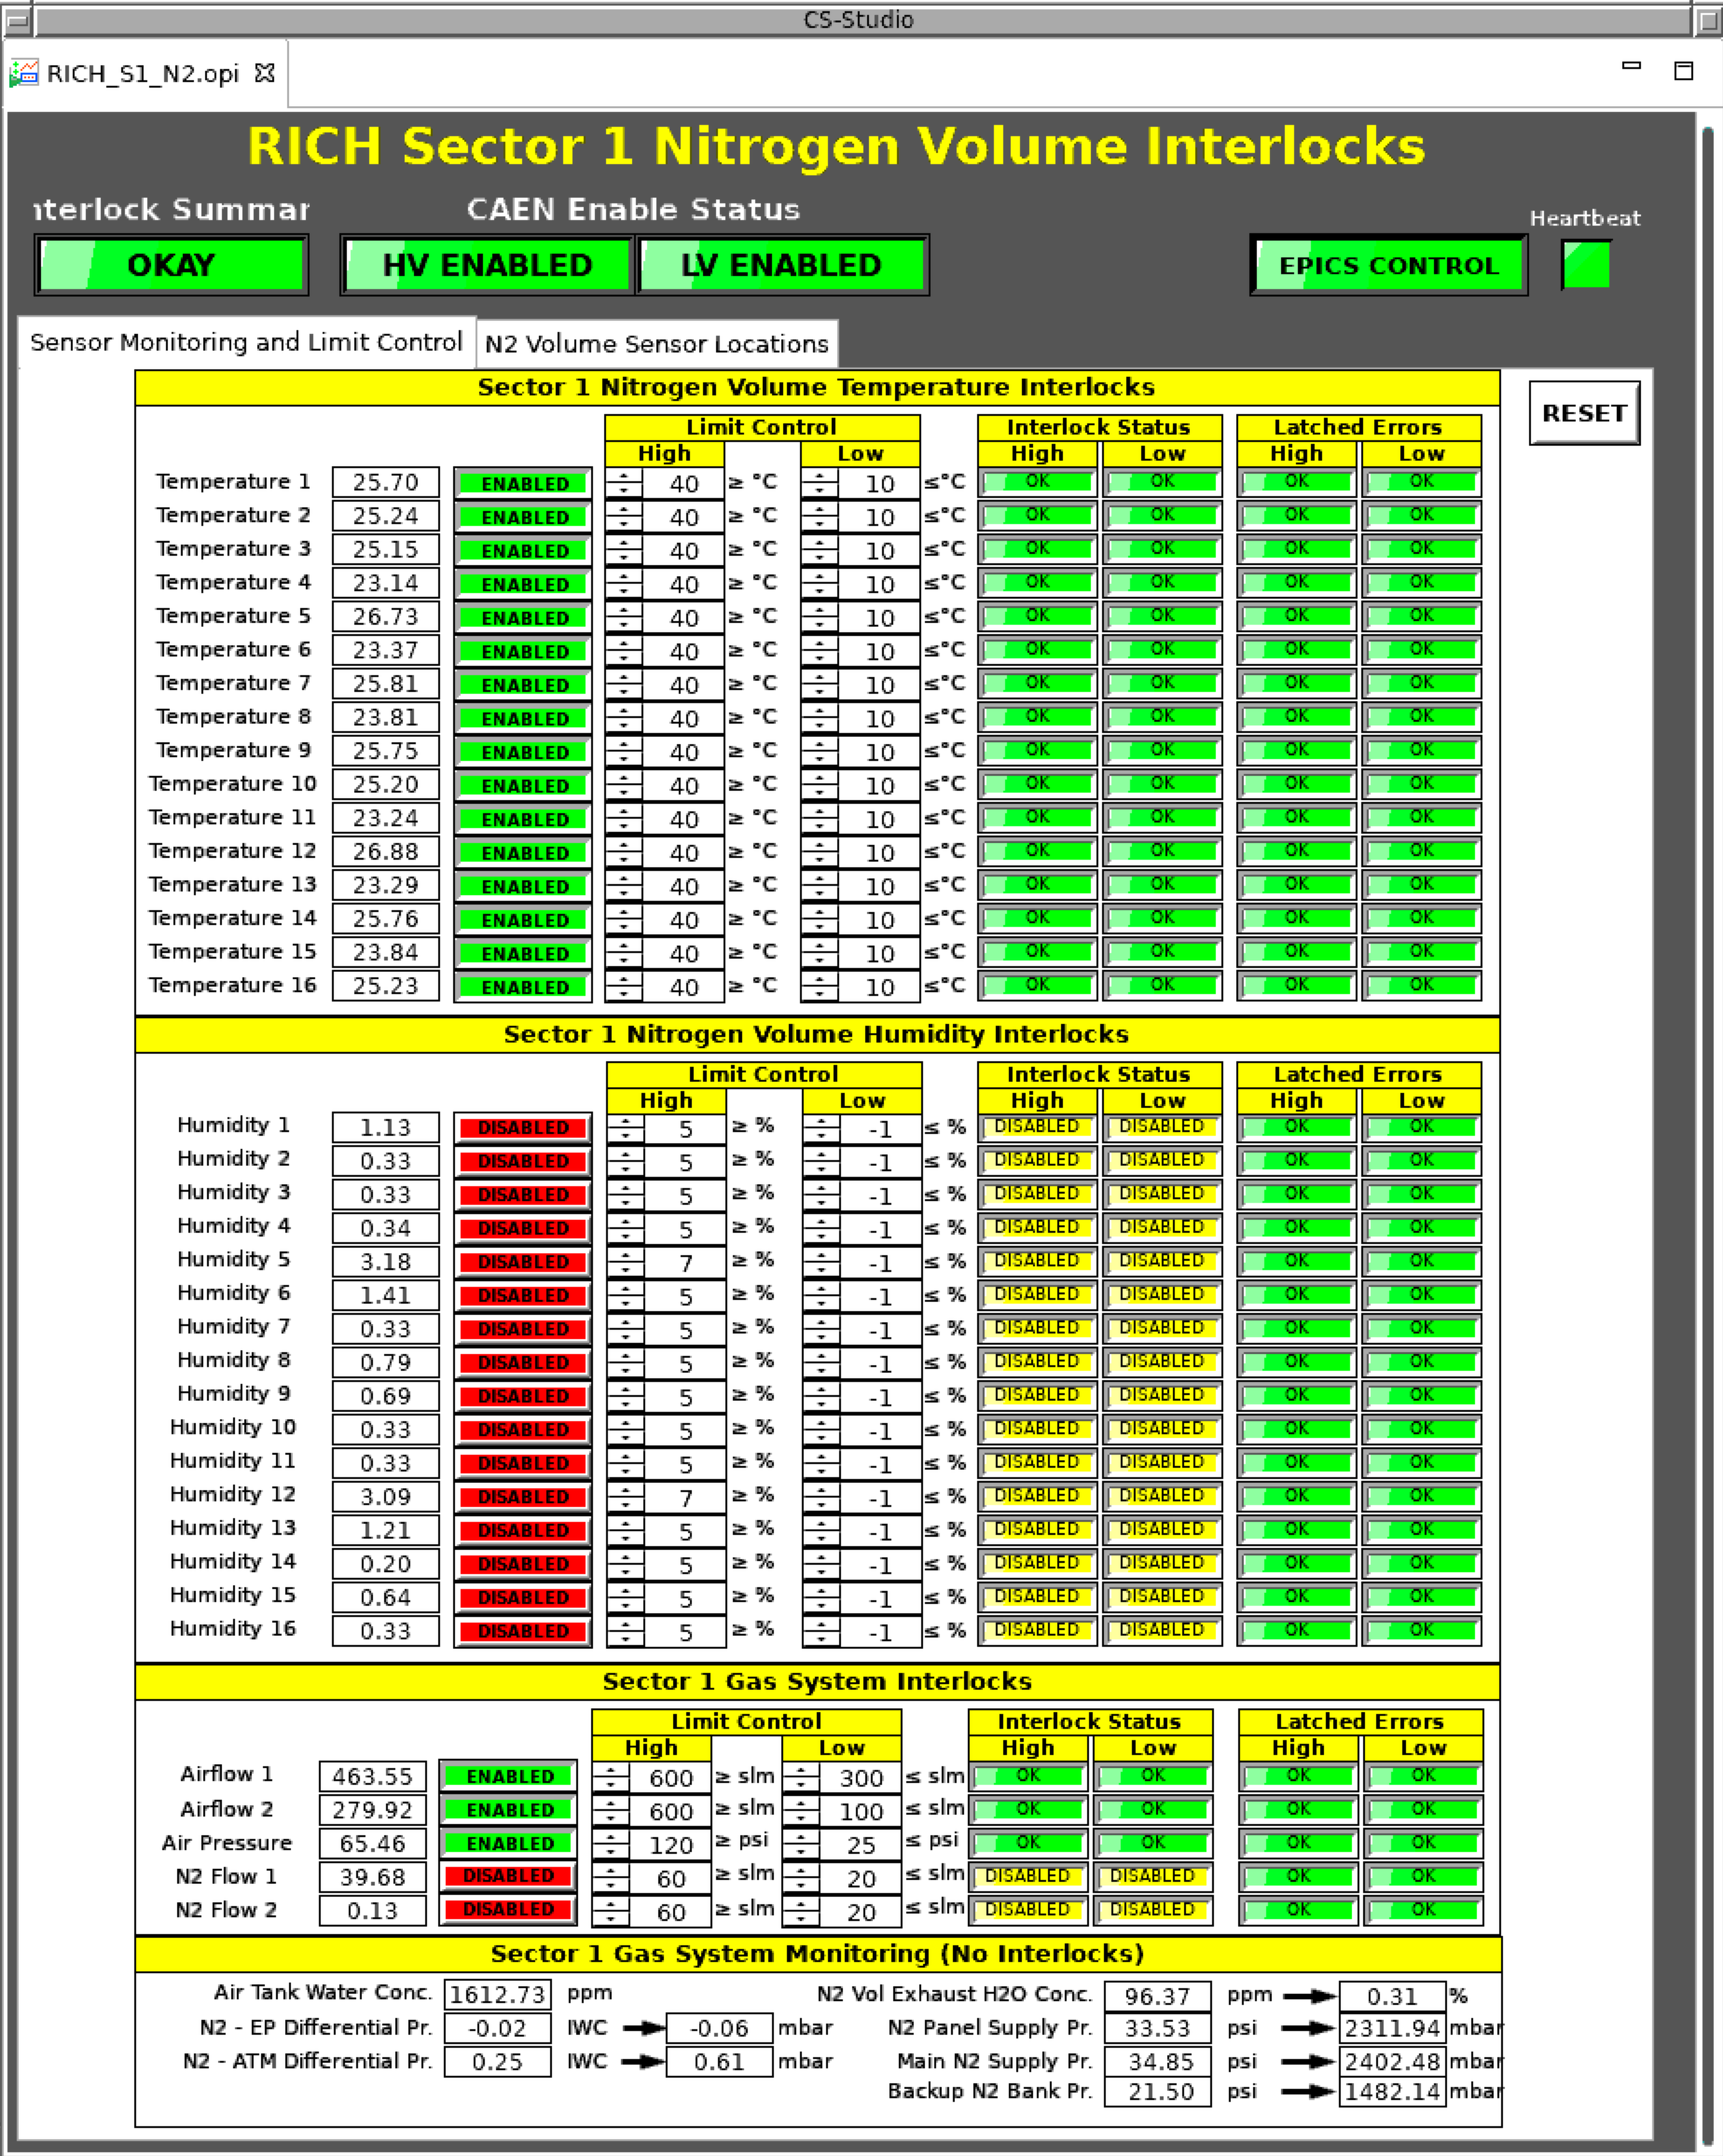 CS-Studio
RICH_S1_N2.opi
RICH Sector 1 Nitrogen Volume Interlocks
nterlock Summar CAEN Enable Status Heartbeat
OKAY HV ENABLED LV ENABLED EPICS CONTROL
Sensor Monitoring and Limit Control N2 Volume Sensor Locations
Sector 1 Nitrogen Volume Temperature Interlocks
RESET
Limit Control Interlock Status Latched Errors
High Low High Low High Low
Temperature 1 25.70 ENABLED 40 ≥ °C 10 ≤°C OK OK OK OK
Temperature 2 25.24 ENABLED 40 ≥ °C 10 ≤°C OK OK OK OK
Temperature 3 25.15 ENABLED 40 ≥ °C 10 ≤°C OK OK OK OK
Temperature 4 23.14 ENABLED 40 ≥ °C 10 ≤°C OK OK OK OK
Temperature 5 26.73 ENABLED 40 ≥ °C 10 ≤°C OK OK OK OK
Temperature 6 23.37 ENABLED 40 ≥ °C 10 ≤°C OK OK OK OK
Temperature 7 25.81 ENABLED 40 ≥ °C 10 ≤°C OK OK OK OK
Temperature 8 23.81 ENABLED 40 ≥ °C 10 ≤°C OK OK OK OK
Temperature 9 25.75 ENABLED 40 ≥ °C 10 ≤°C OK OK OK OK
Temperature 10 25.20 ENABLED 40 ≥ °C 10 ≤°C OK OK OK OK
Temperature 11 23.24 ENABLED 40 ≥ °C 10 ≤°C OK OK OK OK
Temperature 12 26.88 ENABLED 40 ≥ °C 10 ≤°C OK OK OK OK
Temperature 13 23.29 ENABLED 40 ≥ °C 10 ≤°C OK OK OK OK
Temperature 14 25.76 ENABLED 40 ≥ °C 10 ≤°C OK OK OK OK
Temperature 15 23.84 ENABLED 40 ≥ °C 10 ≤°C OK OK OK OK
Temperature 16 25.23 ENABLED 40 ≥ °C 10 ≤°C OK OK OK OK
Sector 1 Nitrogen Volume Humidity Interlocks
Limit Control Interlock Status Latched Errors
High Low High Low High Low
Humidity 1 1.13 DISABLED 5 ≥ % -1 ≤ % DISABLED DISABLED OK OK
Humidity 2 0.33 DISABLED 5 ≥ % -1 ≤ % DISABLED DISABLED OK OK
Humidity 3 0.33 DISABLED 5 ≥ % -1 ≤ % DISABLED DISABLED OK OK
Humidity 4 0.34 DISABLED 5 ≥ % -1 ≤ % DISABLED DISABLED OK OK
Humidity 5 3.18 DISABLED 7 ≥ % -1 ≤ % DISABLED DISABLED OK OK
Humidity 6 1.41 DISABLED 5 ≥ % -1 ≤ % DISABLED DISABLED OK OK
Humidity 7 0.33 DISABLED 5 ≥ % -1 ≤ % DISABLED DISABLED OK OK
Humidity 8 0.79 DISABLED 5 ≥ % -1 ≤ % DISABLED DISABLED OK OK
Humidity 9 0.69 DISABLED 5 ≥ % -1 ≤ % DISABLED DISABLED OK OK
Humidity 10 0.33 DISABLED 5 ≥ % -1 ≤ % DISABLED DISABLED OK OK
Humidity 11 0.33 DISABLED 5 ≥ % -1 ≤ % DISABLED DISABLED OK OK
Humidity 12 3.09 DISABLED 7 ≥ % -1 ≤ % DISABLED DISABLED OK OK
Humidity 13 1.21 DISABLED 5 ≥ % -1 ≤ % DISABLED DISABLED OK OK
Humidity 14 0.20 DISABLED 5 ≥ % -1 ≤ % DISABLED DISABLED OK OK
Humidity 15 0.64 DISABLED 5 ≥ % -1 ≤ % DISABLED DISABLED OK OK
Humidity 16 0.33 DISABLED 5 ≥ % -1 ≤ % DISABLED DISABLED OK OK
Sector 1 Gas System Interlocks
Limit Control Interlock Status Latched Errors
High Low High Low High Low
Airflow 1 463.55 ENABLED 600 ≥ slm 300 ≤ slm OK OK OK OK
Airflow 2 279.92 ENABLED 600 ≥ slm 100 ≤ slm OK OK OK OK
Air Pressure 65.46 ENABLED 120 ≥ psi 25 ≤ psi OK OK OK OK
N2 Flow 1 39.68 DISABLED 60 ≥ slm 20 ≤ slm DISABLED DISABLED OK OK
N2 Flow 2 0.13 DISABLED 60 ≥ slm 20 ≤ slm DISABLED DISABLED OK OK
Sector 1 Gas System Monitoring (No Interlocks)
Air Tank Water Conc. 1612.73 ppm N2 Vol Exhaust H2O Conc. 96.37 ppm 0.31 %
N2 - EP Differential Pr. -0.02 IWC -0.06 mbar N2 Panel Supply Pr. 33.53 psi 2311.94 mbar
N2 - ATM Differential Pr. 0.25 IWC 0.61 mbar Main N2 Supply Pr. 34.85 psi 2402.48 mbar
Backup N2 Bank Pr. 21.50 psi 1482.14 mbar